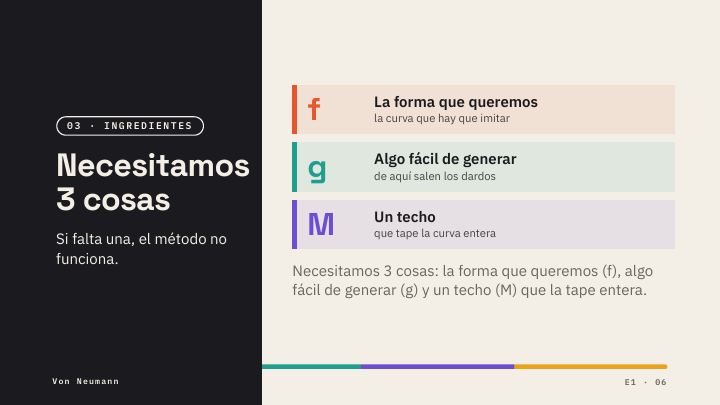 03 · INGREDIENTES
Necesitamos
3 cosas
Si falta una, el método no
funciona.
Von Neumann
f
La forma que queremos
la curva que hay que imitar
g
Algo fácil de generar
de aquí salen los dardos
M
Un techo
que tape la curva entera
Necesitamos 3 cosas: la forma que queremos (f), algo
fácil de generar (g) y un techo (M) que la tape entera.
E1 · 06